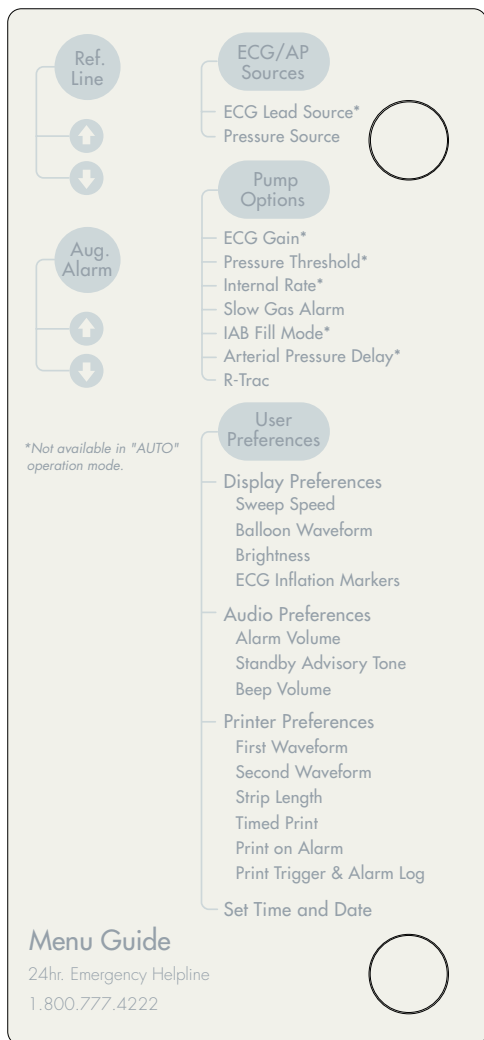 Ref.
Line
Aug.
Alarm
*Not available in "AUTO"
operation mode.
ECG/AP
Sources
ECG Lead Source*
Pressure Source
Pump
Options
ECG Gain*
Pressure Threshold*
Internal Rate*
Slow Gas Alarm
IAB Fill Mode*
Arterial Pressure Delay*
R-Trac
User
Preferences
Display Preferences
Sweep Speed
Balloon Waveform
Brightness
ECG Inflation Markers
Audio Preferences
Alarm Volume
Standby Advisory Tone
Beep Volume
Printer Preferences
First Waveform
Second Waveform
Strip Length
Timed Print
Print on Alarm
Print Trigger & Alarm Log
Set Time and Date
Menu Guide
24hr. Emergency Helpline
1.800.777.4222